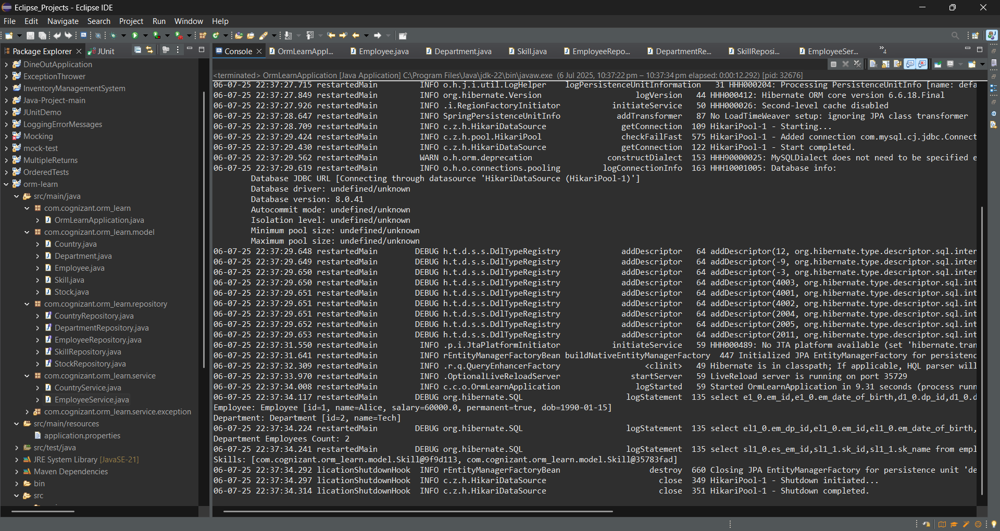 Eclipse_Projects - Eclipse IDE
File Edit Navigate Search Project Run Window Help
Package Explorer JUnit
DineOutApplication
ExceptionThrower
InventoryManagementSystem
Java-Project-main
JUnitDemo
LoggingErrorMessages
Mocking
mock-test
MultipleReturns
OrderedTests
orm-learn
src/main/java
com.cognizant.orm_learn
OrmLearnApplication.java
com.cognizant.orm_learn.model
Country.java
Department.java
Employee.java
Skill.java
Stock.java
com.cognizant.orm_learn.repository
CountryRepository.java
DepartmentRepository.java
EmployeeRepository.java
SkillRepository.java
StockRepository.java
com.cognizant.orm_learn.service
CountryService.java
EmployeeService.java
com.cognizant.orm_learn.service.exception
src/main/resources
application.properties
src/test/java
JRE System Library [JavaSE-21]
Maven Dependencies
bin
src
Console OrmLearnAppl... Employee.java Department.java Skill.java EmployeeRepo... DepartmentRe... SkillReposi... EmployeeSer... »4
<terminated> OrmLearnApplication [Java Application] C:\Program Files\Java\jdk-22\bin\javaw.exe (6 Jul 2025, 10:37:22 pm – 10:37:34 pm elapsed: 0:00:12.292) [pid: 32676]
06-07-25 22:37:27.715 restartedMain INFO o.h.j.i.util.LogHelper logPersistenceUnitInformation 31 HHH000204: Processing PersistenceUnitInfo [name: defa
06-07-25 22:37:27.849 restartedMain INFO org.hibernate.Version logVersion 44 HHH000412: Hibernate ORM core version 6.6.18.Final
06-07-25 22:37:27.926 restartedMain INFO .i.RegionFactoryInitiator initiateService 50 HHH000026: Second-level cache disabled
06-07-25 22:37:28.647 restartedMain INFO SpringPersistenceUnitInfo addTransformer 87 No LoadTimeWeaver setup: ignoring JPA class transformer
06-07-25 22:37:28.709 restartedMain INFO c.z.h.HikariDataSource getConnection 109 HikariPool-1 - Starting...
06-07-25 22:37:29.424 restartedMain INFO c.z.h.pool.HikariPool checkFailFast 575 HikariPool-1 - Added connection com.mysql.cj.jdbc.Connect
06-07-25 22:37:29.430 restartedMain INFO c.z.h.HikariDataSource getConnection 122 HikariPool-1 - Start completed.
06-07-25 22:37:29.562 restartedMain WARN o.h.orm.deprecation constructDialect 153 HHH90000025: MySQLDialect does not need to be specified e
06-07-25 22:37:29.619 restartedMain INFO o.h.o.connections.pooling logConnectionInfo 163 HHH10001005: Database info:
Database JDBC URL [Connecting through datasource 'HikariDataSource (HikariPool-1)']
Database driver: undefined/unknown
Database version: 8.0.41
Autocommit mode: undefined/unknown
Isolation level: undefined/unknown
Minimum pool size: undefined/unknown
Maximum pool size: undefined/unknown
06-07-25 22:37:29.648 restartedMain DEBUG h.t.d.s.s.DdlTypeRegistry addDescriptor 64 addDescriptor(12, org.hibernate.type.descriptor.sql.inter
06-07-25 22:37:29.649 restartedMain DEBUG h.t.d.s.s.DdlTypeRegistry addDescriptor 64 addDescriptor(-9, org.hibernate.type.descriptor.sql.inter
06-07-25 22:37:29.650 restartedMain DEBUG h.t.d.s.s.DdlTypeRegistry addDescriptor 64 addDescriptor(-3, org.hibernate.type.descriptor.sql.inter
06-07-25 22:37:29.650 restartedMain DEBUG h.t.d.s.s.DdlTypeRegistry addDescriptor 64 addDescriptor(4003, org.hibernate.type.descriptor.sql.int
06-07-25 22:37:29.651 restartedMain DEBUG h.t.d.s.s.DdlTypeRegistry addDescriptor 64 addDescriptor(4001, org.hibernate.type.descriptor.sql.int
06-07-25 22:37:29.651 restartedMain DEBUG h.t.d.s.s.DdlTypeRegistry addDescriptor 64 addDescriptor(4002, org.hibernate.type.descriptor.sql.int
06-07-25 22:37:29.651 restartedMain DEBUG h.t.d.s.s.DdlTypeRegistry addDescriptor 64 addDescriptor(2004, org.hibernate.type.descriptor.sql.int
06-07-25 22:37:29.652 restartedMain DEBUG h.t.d.s.s.DdlTypeRegistry addDescriptor 64 addDescriptor(2005, org.hibernate.type.descriptor.sql.int
06-07-25 22:37:29.653 restartedMain DEBUG h.t.d.s.s.DdlTypeRegistry addDescriptor 64 addDescriptor(2011, org.hibernate.type.descriptor.sql.int
06-07-25 22:37:31.550 restartedMain INFO .p.i.JtaPlatformInitiator initiateService 59 HHH000489: No JTA platform available (set 'hibernate.tran
06-07-25 22:37:31.641 restartedMain INFO rEntityManagerFactoryBean buildNativeEntityManagerFactory 447 Initialized JPA EntityManagerFactory for persistenc
06-07-25 22:37:32.309 restartedMain INFO .r.q.QueryEnhancerFactory <clinit> 49 Hibernate is in classpath; If applicable, HQL parser will
06-07-25 22:37:33.970 restartedMain INFO .OptionalLiveReloadServer startServer 59 LiveReload server is running on port 35729
06-07-25 22:37:34.008 restartedMain INFO c.c.o.OrmLearnApplication logStarted 59 Started OrmLearnApplication in 9.31 seconds (process runn
06-07-25 22:37:34.117 restartedMain DEBUG org.hibernate.SQL logStatement 135 select e1_0.em_id,e1_0.em_date_of_birth,d1_0.dp_id,d1_0.d
Employee: Employee [id=1, name=Alice, salary=60000.0, permanent=true, dob=1990-01-15]
Department: Department [id=2, name=Tech]
06-07-25 22:37:34.224 restartedMain DEBUG org.hibernate.SQL logStatement 135 select el1_0.em_dp_id,el1_0.em_id,el1_0.em_date_of_birth,
Department Employees Count: 2
06-07-25 22:37:34.241 restartedMain DEBUG org.hibernate.SQL logStatement 135 select sl1_0.es_em_id,sl1_1.sk_id,sl1_1.sk_name from empl
Skills: [com.cognizant.orm_learn.model.Skill@9f9d113, com.cognizant.orm_learn.model.Skill@35783fad]
06-07-25 22:37:34.292 licationShutdownHook INFO rEntityManagerFactoryBean destroy 660 Closing JPA EntityManagerFactory for persistence unit 'de
06-07-25 22:37:34.297 licationShutdownHook INFO c.z.h.HikariDataSource close 349 HikariPool-1 - Shutdown initiated...
06-07-25 22:37:34.314 licationShutdownHook INFO c.z.h.HikariDataSource close 351 HikariPool-1 - Shutdown completed.